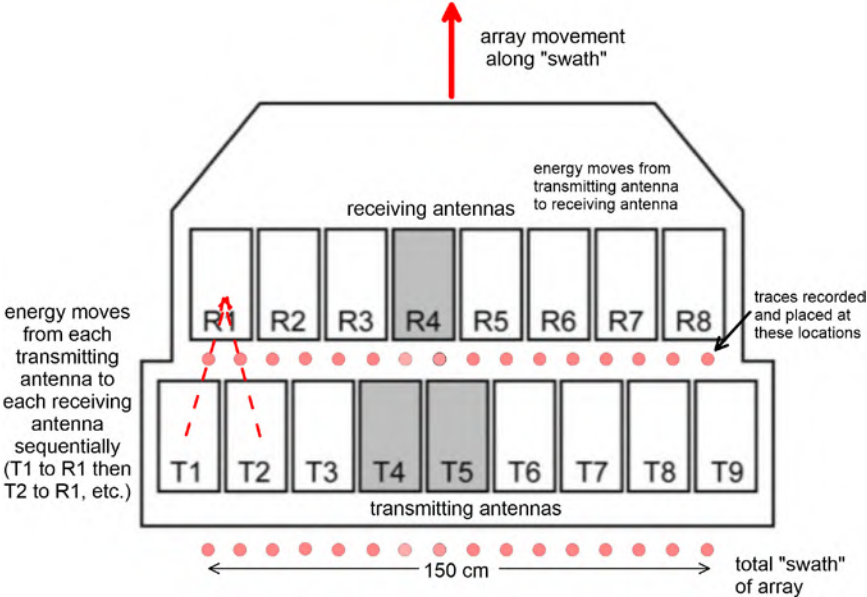 array movement
along "swath"
energy moves from
transmitting antenna
to receiving antenna
receiving antennas
R1 R2 R3 R4 R5 R6 R7 R8
traces recorded
and placed at
these locations
energy moves
from each
transmitting
antenna to
each receiving
antenna
sequentially
(T1 to R1 then
T2 to R1, etc.)
T1 T2 T3 T4 T5 T6 T7 T8 T9
transmitting antennas
150 cm
total "swath"
of array